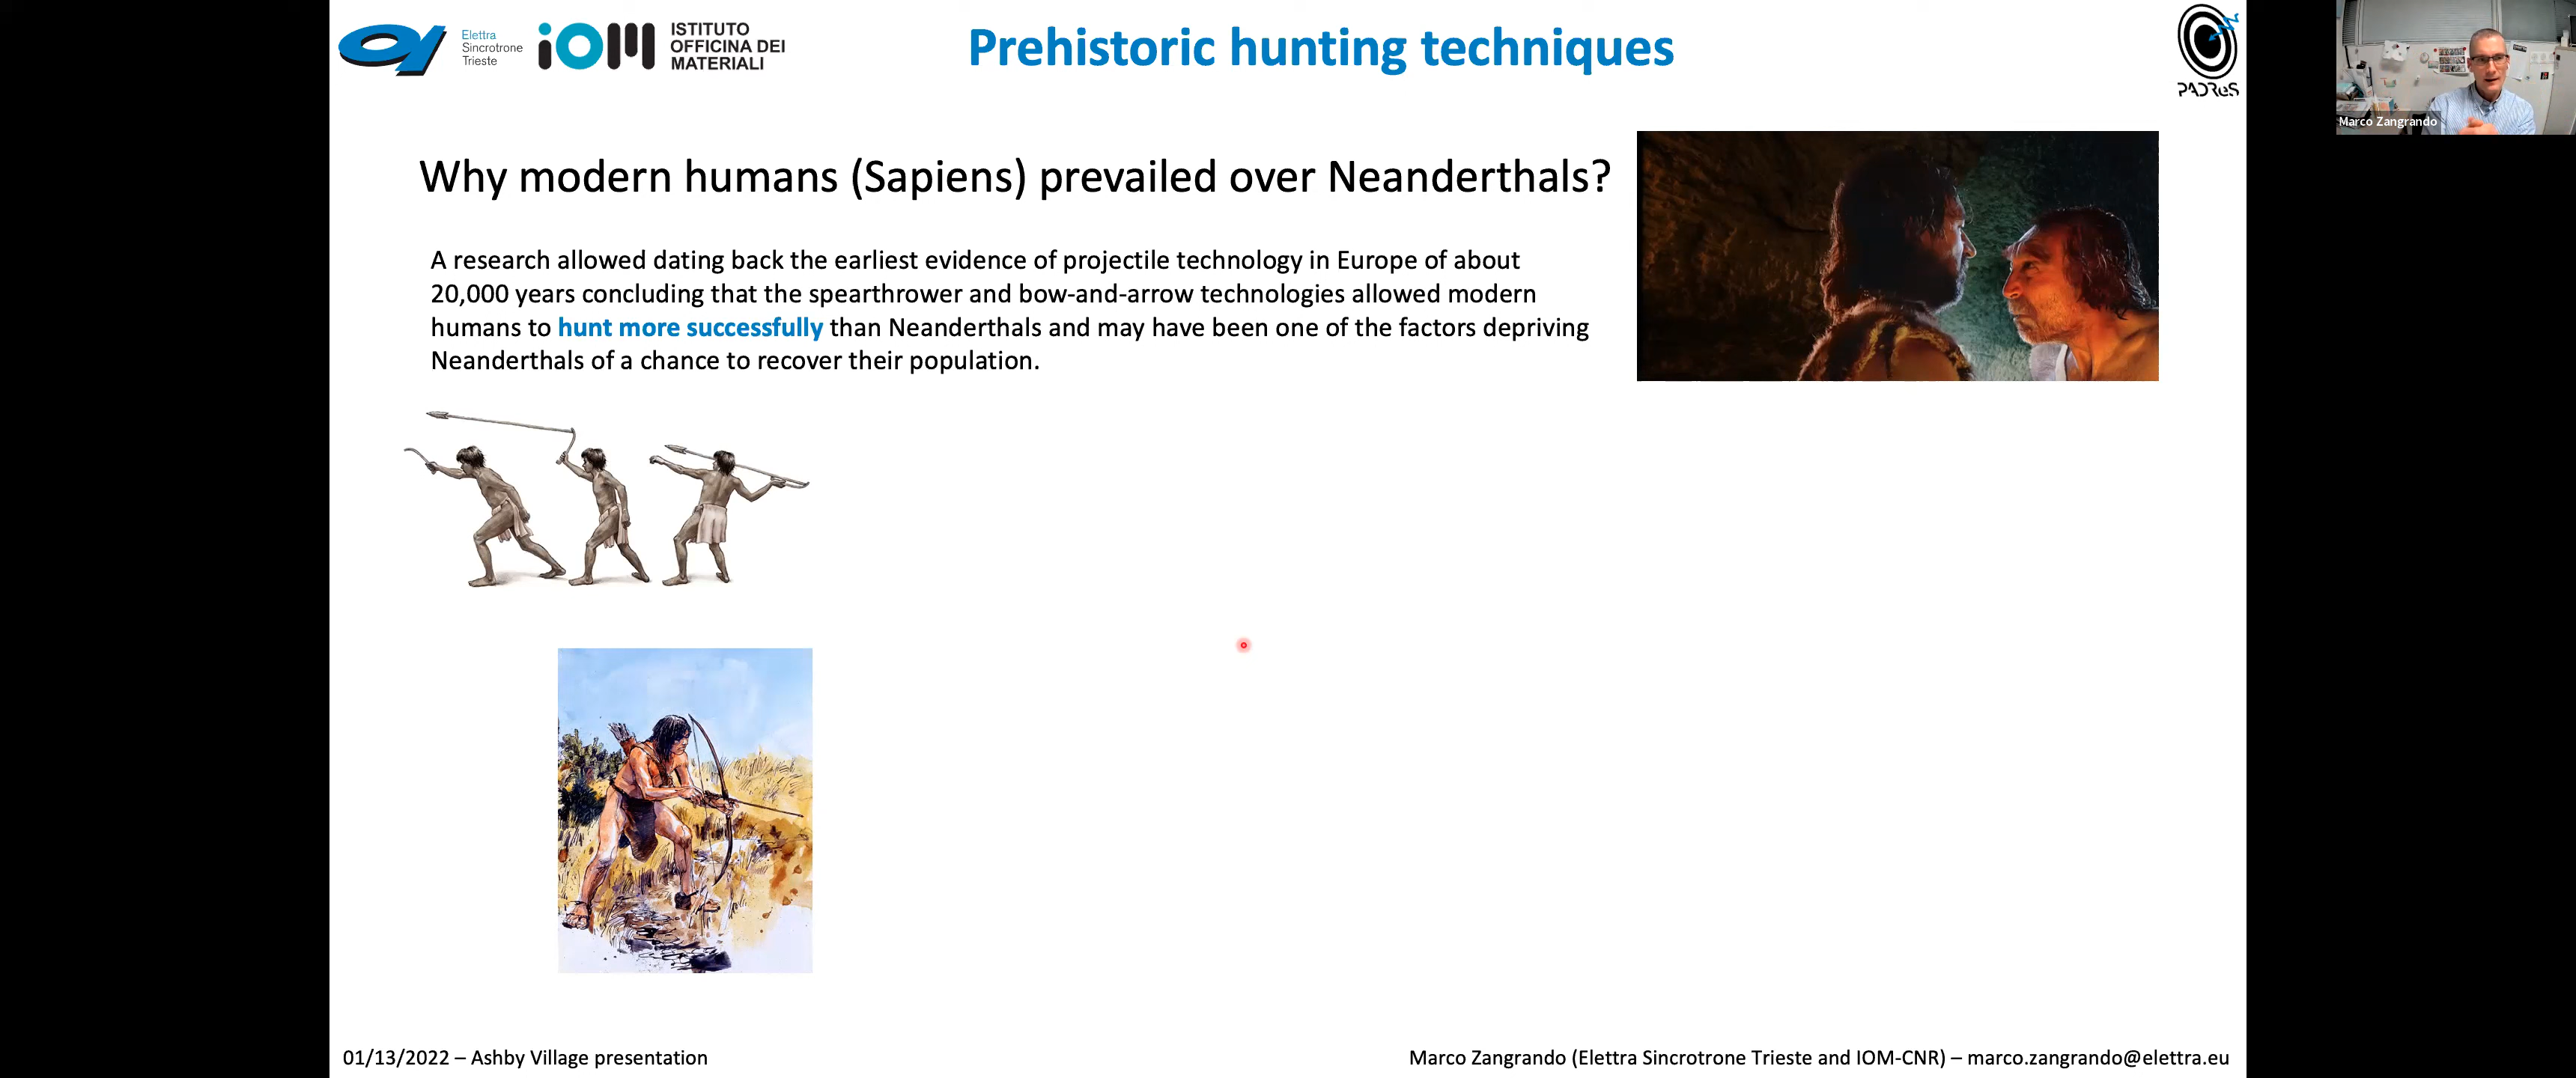 Elettra
Sincrotrone
Trieste
iOM
ISTITUTO
OFFICINA DEI
MATERIALI
Prehistoric hunting techniques
PADReS
Marco Zangrando
Why modern humans (Sapiens) prevailed over Neanderthals?
A research allowed dating back the earliest evidence of projectile technology in Europe of about
20,000 years concluding that the spearthrower and bow-and-arrow technologies allowed modern
humans to hunt more successfully than Neanderthals and may have been one of the factors depriving
Neanderthals of a chance to recover their population.
01/13/2022 – Ashby Village presentation
Marco Zangrando (Elettra Sincrotrone Trieste and IOM-CNR) – marco.zangrando@elettra.eu